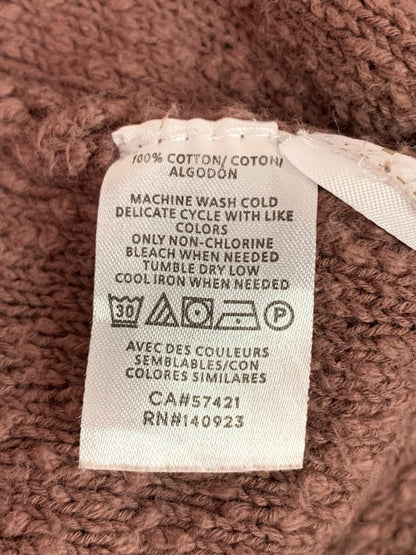 100% COTTON/ COTON/
ALGODÓN
MACHINE WASH COLD
DELICATE CYCLE WITH LIKE
COLORS
ONLY NON-CHLORINE
BLEACH WHEN NEEDED
TUMBLE DRY LOW
COOL IRON WHEN NEEDED
30 P
AVEC DES COULEURS
SEMBLABLES/CON
COLORES SIMILARES
CA#57421
RN#140923